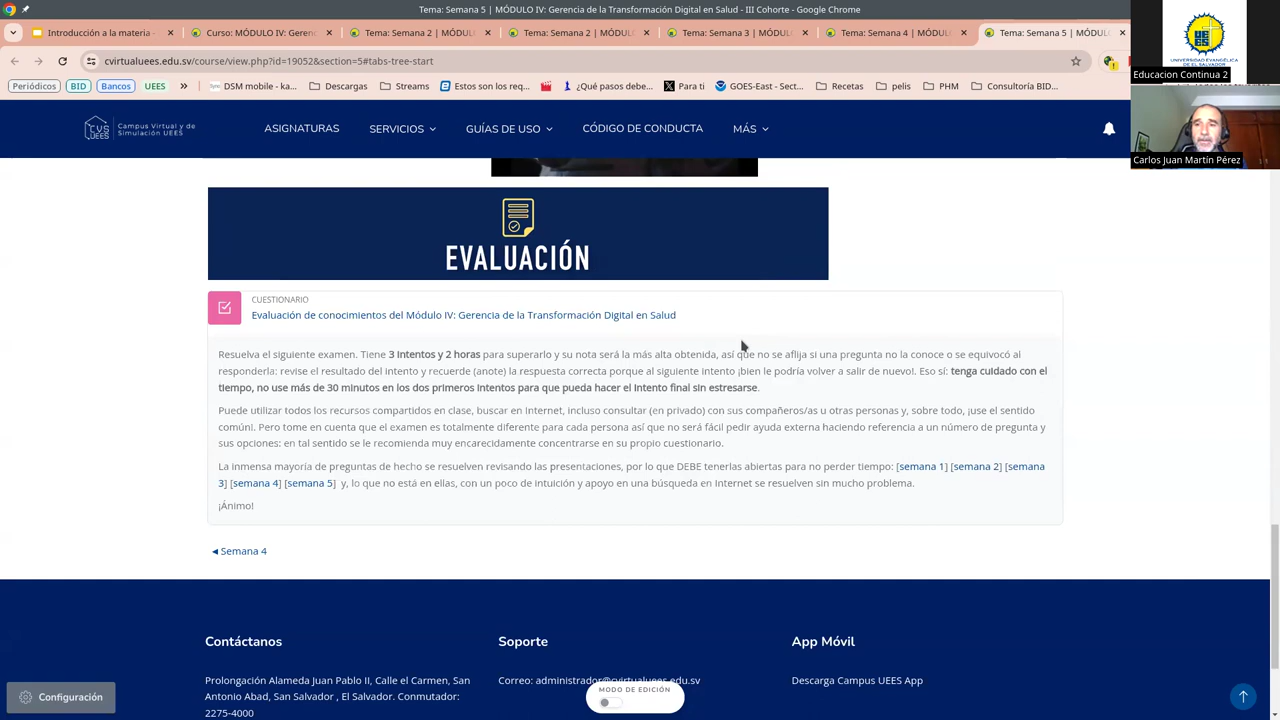 Tema: Semana 5 | MÓDULO IV: Gerencia de la Transformación Digital en Salud - III Cohorte - Google Chrome
Introducción a la materia -
Curso: MÓDULO IV: Geren
Tema: Semana 2 | MÓDUL
Tema: Semana 2 | MÓDUL
Tema: Semana 3 | MÓDUL
Tema: Semana 4 | MÓDUL
Tema: Semana 5 | MÓDUL
cvirtualuees.edu.sv/course/view.php?id=19052&section=5#tabs-tree-start
Periódicos
BID
Bancos
UEES
DSM mobile - ka...
Descargas
Streams
Estos son los req...
¿Qué pasos debe...
Para ti
GOES-East - Sect...
Recetas
pelis
PHM
Consultoría BID...
UEES
UNIVERSIDAD EVANGÉLICA
DE EL SALVADOR
Educacion Continua 2
Carlos Juan Martín Pérez
CVS
UEES
Campus Virtual y de
Simulación UEES
ASIGNATURAS
SERVICIOS
GUÍAS DE USO
CÓDIGO DE CONDUCTA
MÁS
EVALUACIÓN
CUESTIONARIO
Evaluación de conocimientos del Módulo IV: Gerencia de la Transformación Digital en Salud
Resuelva el siguiente examen. Tiene 3 intentos y 2 horas para superarlo y su nota será la más alta obtenida, así que no se aflija si una pregunta no la conoce o se equivocó al
responderla: revise el resultado del intento y recuerde (anote) la respuesta correcta porque al siguiente intento ¡bien le podría volver a salir de nuevo!. Eso sí: tenga cuidado con el
tiempo, no use más de 30 minutos en los dos primeros intentos para que pueda hacer el intento final sin estresarse.
Puede utilizar todos los recursos compartidos en clase, buscar en Internet, incluso consultar (en privado) con sus compañeros/as u otras personas y, sobre todo, ¡use el sentido
común!. Pero tome en cuenta que el examen es totalmente diferente para cada persona así que no será fácil pedir ayuda externa haciendo referencia a un número de pregunta y
sus opciones: en tal sentido se le recomienda muy encarecidamente concentrarse en su propio cuestionario.
La inmensa mayoría de preguntas de hecho se resuelven revisando las presentaciones, por lo que DEBE tenerlas abiertas para no perder tiempo: [semana 1] [semana 2] [semana
3] [semana 4] [semana 5] y, lo que no está en ellas, con un poco de intuición y apoyo en una búsqueda en Internet se resuelven sin mucho problema.
¡Ánimo!
◄ Semana 4
Contáctanos
Soporte
App Móvil
Prolongación Alameda Juan Pablo II, Calle el Carmen, San
Antonio Abad, San Salvador , El Salvador. Conmutador:
2275-4000
Correo: administrador@cvirtualuees.edu.sv
Descarga Campus UEES App
MODO DE EDICIÓN
Configuración